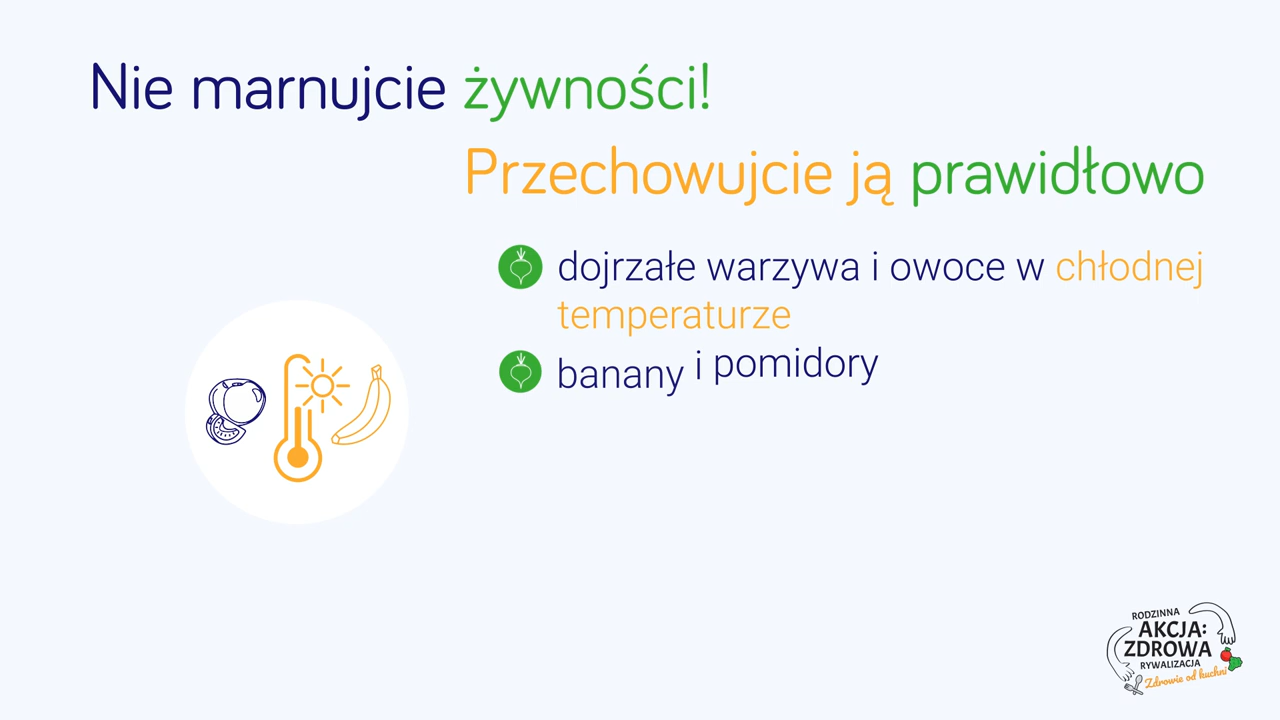 Nie marnujcie żywności!
Przechowujcie ją prawidłowo
dojrzałe warzywa i owoce w chłodnej
temperaturze
banany i pomidory
RODZINNA
AKCJA:
ZDROWA
RYWALIZACJA
Zdrowie od kuchni